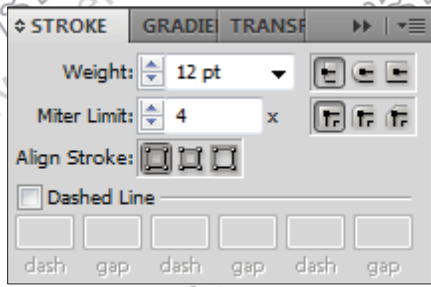 STROKE GRADIE TRANSF
Weight: 12 pt
Miter Limit: 4 x
Align Stroke:
Dashed Line
dash gap dash gap dash gap